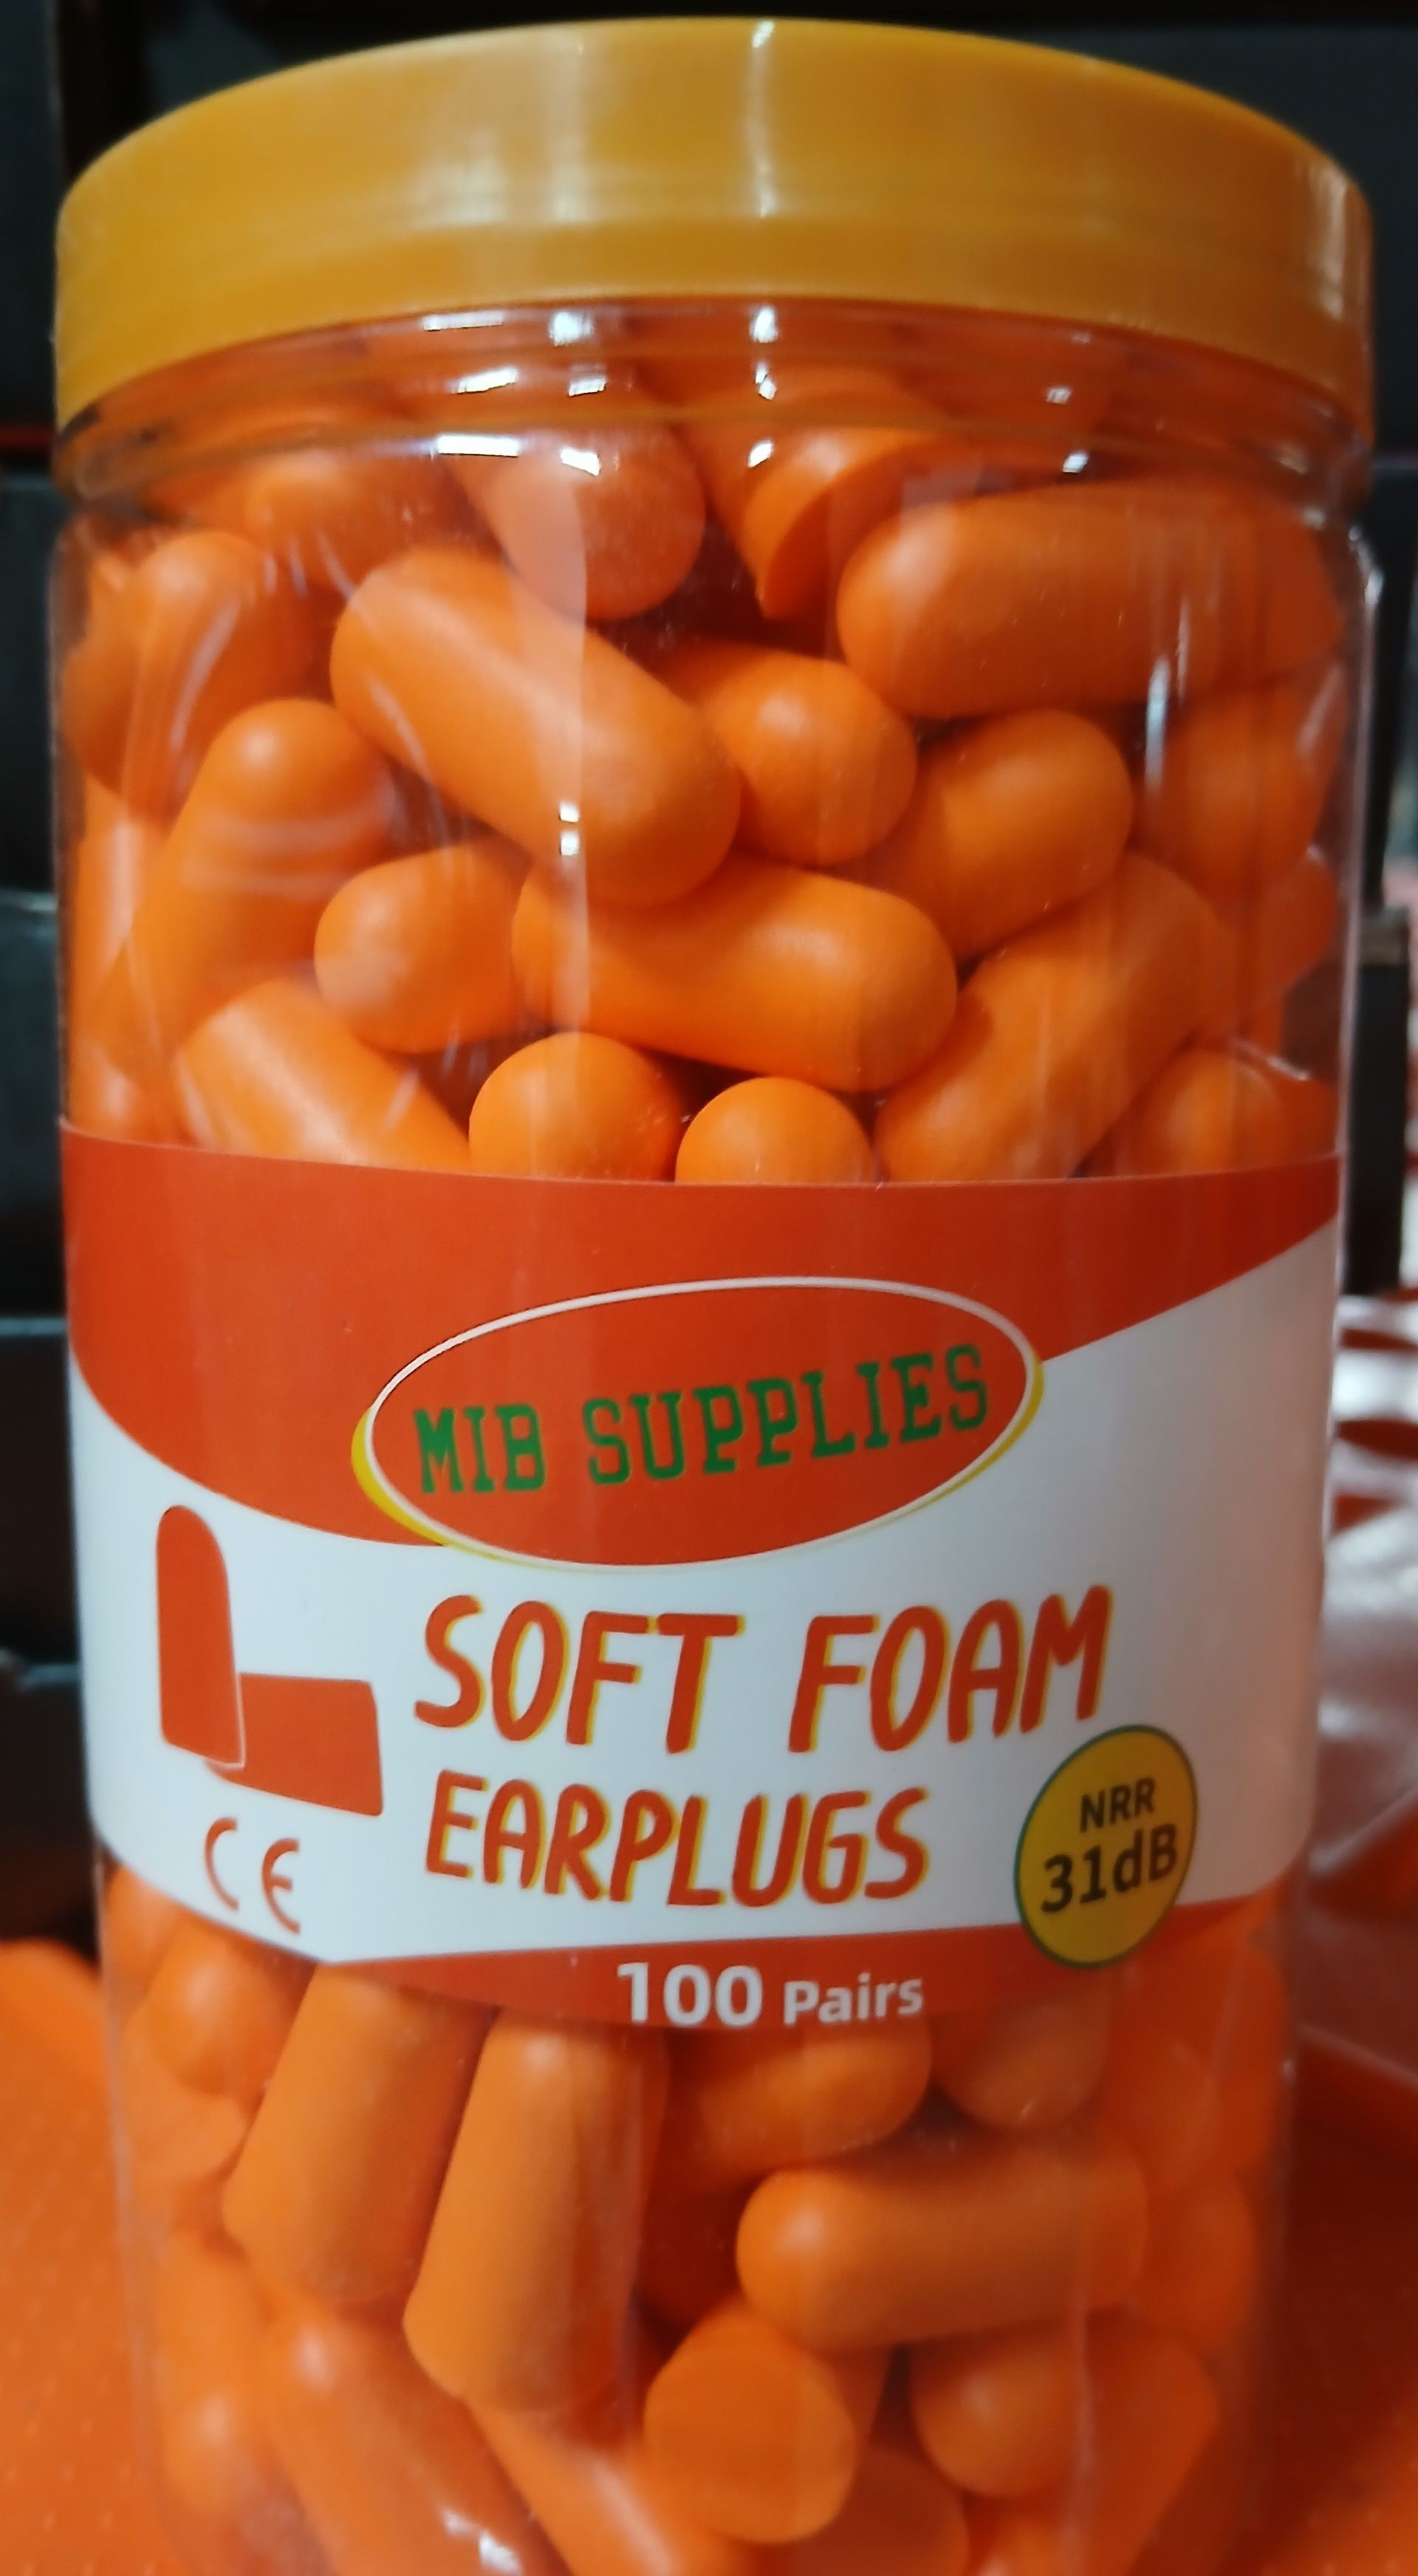 MIB SUPPLIES
SOFT FOAM
EARPLUGS
NRR
31dB
CE
100 Pairs